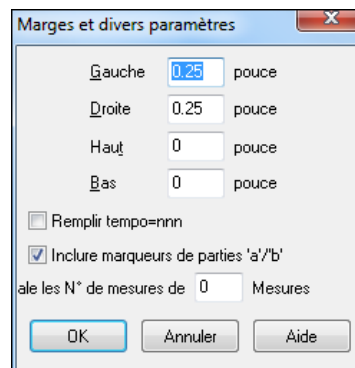 Marges et divers paramètres
Gauche 0.25 pouce
Droite 0.25 pouce
Haut 0 pouce
Bas 0 pouce
Remplir tempo=nnn
Inclure marqueurs de parties 'a'/'b'
ale les N° de mesures de 0 Mesures
OK Annuler Aide